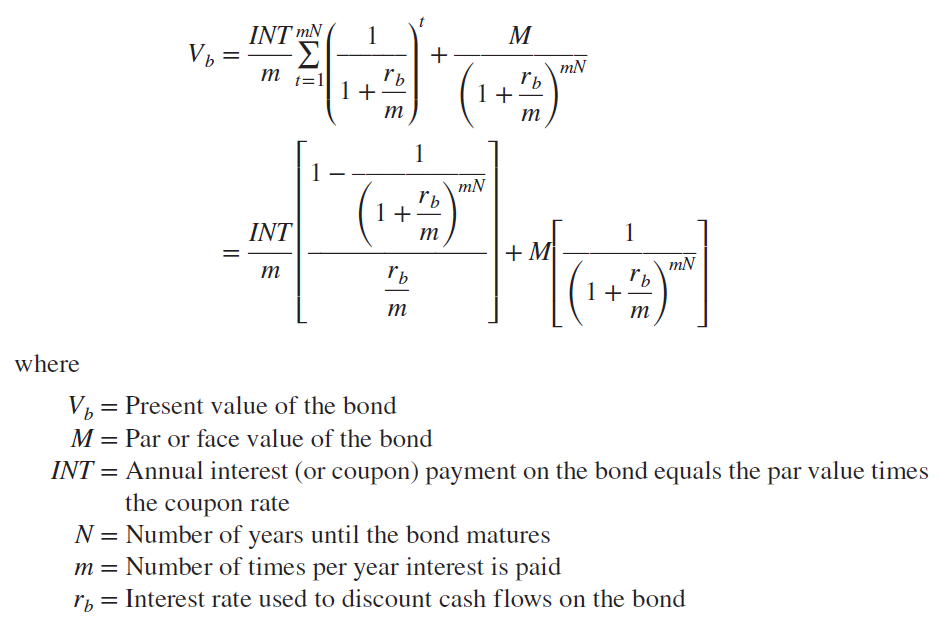 V_b = \frac{INT}{m} \sum_{t=1}^{mN} \left( \frac{1}{1 + \frac{r_b}{m}} \right)^t + \frac{M}{\left( 1 + \frac{r_b}{m} \right)^{mN}}
= \frac{INT}{m} \left[ \frac{1 - \frac{1}{\left( 1 + \frac{r_b}{m} \right)^{mN}}}{\frac{r_b}{m}} \right] + M \left[ \frac{1}{\left( 1 + \frac{r_b}{m} \right)^{mN}} \right]
where
V_b = Present value of the bond
M = Par or face value of the bond
INT = Annual interest (or coupon) payment on the bond equals the par value times
the coupon rate
N = Number of years until the bond matures
m = Number of times per year interest is paid
r_b = Interest rate used to discount cash flows on the bond